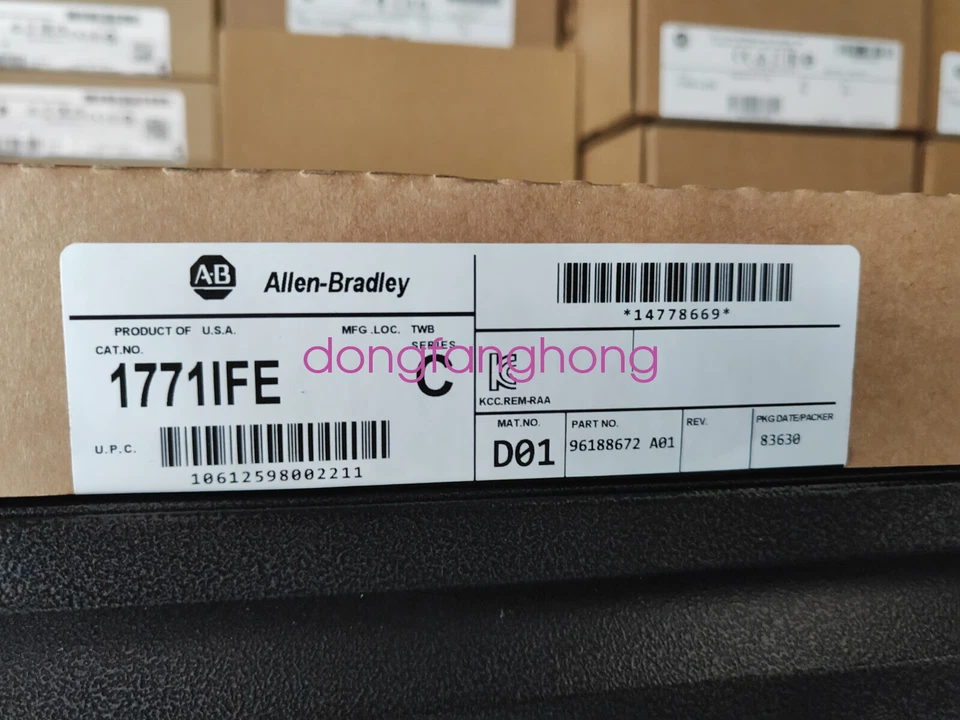 A·B Allen-Bradley
*14778669*
PRODUCT OF U.S.A. MFG.LOC. TWB
CAT.NO. SERIES
1771IFE C
dongfanghong
KCC.REM-RAA
U.P.C.
10612598002211
MAT.NO. PART NO. REV. PKG DATE/PACKER
D01 96188672 A01 83630